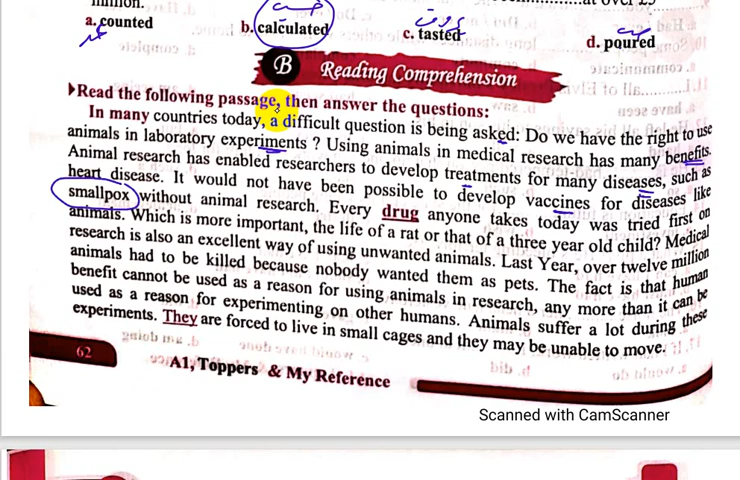 million.
a. counted
عد
b. calculated
c. tasted
d. poured
B Reading Comprehension
Read the following passage, then answer the questions:
In many countries today, a difficult question is being asked: Do we have the right to use
animals in laboratory experiments ? Using animals in medical research has many benefits.
Animal research has enabled researchers to develop treatments for many diseases, such as
heart disease. It would not have been possible to develop vaccines for diseases like
smallpox without animal research. Every drug anyone takes today was tried first on
animals. Which is more important, the life of a rat or that of a three year old child? Medical
research is also an excellent way of using unwanted animals. Last Year, over twelve million
animals had to be killed because nobody wanted them as pets. The fact is that human
benefit cannot be used as a reason for using animals in research, any more than it can be
used as a reason for experimenting on other humans. Animals suffer a lot during these
experiments. They are forced to live in small cages and they may be unable to move.
62
A1, Toppers & My Reference
Scanned with CamScanner